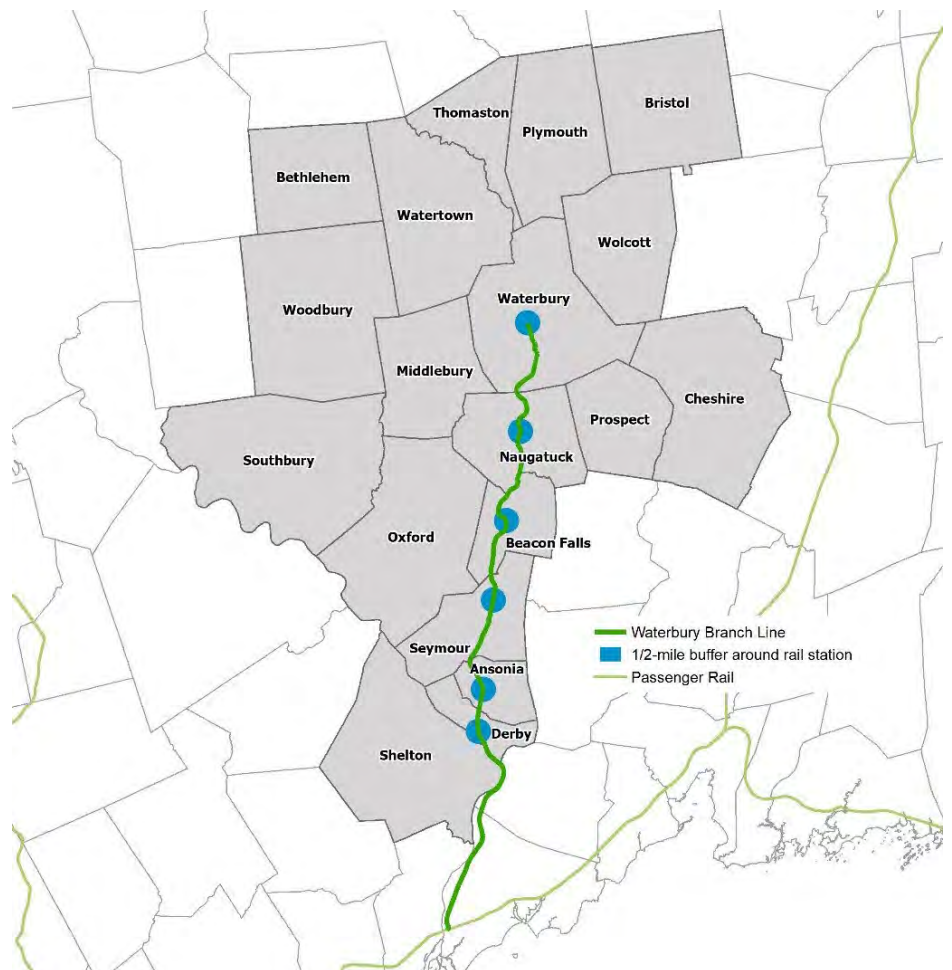 Thomaston
Bristol
Plymouth
Bethlehem
Watertown
Wolcott
Waterbury
Woodbury
Middlebury
Cheshire
Prospect
Naugatuck
Southbury
Oxford
Beacon Falls
Waterbury Branch Line
1/2-mile buffer around rail station
Passenger Rail
Seymour
Ansonia
Derby
Shelton